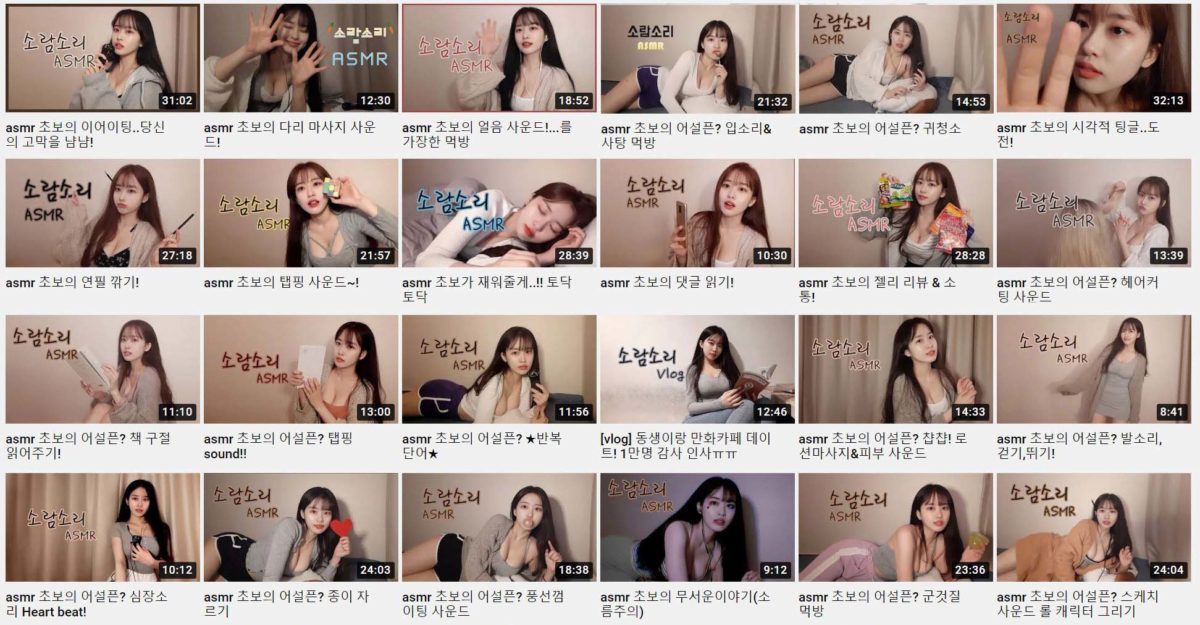 소람소리
ASMR
31:02
소람소리
ASMR
12:30
소람소리
ASMR
18:52
소람소리
ASMR
21:32
소람소리
ASMR
14:53
소람소리
ASMR
32:13
asmr 초보의 이어이팅..당신
의 고막을 냠냠!
asmr 초보의 다리 마사지 사운
드!
asmr 초보의 얼음 사운드!...를
가장한 먹방
asmr 초보의 어설픈? 입소리&
사탕 먹방
asmr 초보의 어설픈? 귀청소
asmr 초보의 시각적 팅글..도
전!
소람소리
ASMR
27:18
소람소리
ASMR
21:57
소람소리
ASMR
28:39
소람소리
ASMR
10:30
소람소리
ASMR
28:28
소람소리
ASMR
13:39
asmr 초보의 연필 깎기!
asmr 초보의 탭핑 사운드~!
asmr 초보가 재워줄게..!! 토닥
토닥
asmr 초보의 댓글 읽기!
asmr 초보의 젤리 리뷰 & 소
통!
asmr 초보의 어설픈? 헤어커
팅 사운드
소람소리
ASMR
11:10
소람소리
ASMR
13:00
소람소리
ASMR
11:56
소람소리
Vlog
12:46
소람소리
ASMR
14:33
소람소리
ASMR
8:41
asmr 초보의 어설픈? 책 구절
읽어주기!
asmr 초보의 어설픈? 탭핑
sound!!
asmr 초보의 어설픈? ★반복
단어★
[vlog] 동생이랑 만화카페 데이
트! 1만명 감사 인사ㅠㅠ
asmr 초보의 어설픈? 챱챱! 로
션마사지&피부 사운드
asmr 초보의 어설픈? 발소리,
걷기,뛰기!
소람소리
ASMR
10:12
소람소리
ASMR
24:03
소람소리
ASMR
18:38
소람소리
ASMR
9:12
소람소리
ASMR
23:36
소람소리
ASMR
24:04
asmr 초보의 어설픈? 심장소
리 Heart beat!
asmr 초보의 어설픈? 종이 자
르기
asmr 초보의 어설픈? 풍선껌
이팅 사운드
asmr 초보의 무서운이야기(소
름주의)
asmr 초보의 어설픈? 군것질
먹방
asmr 초보의 어설픈? 스케치
사운드 롤 캐릭터 그리기